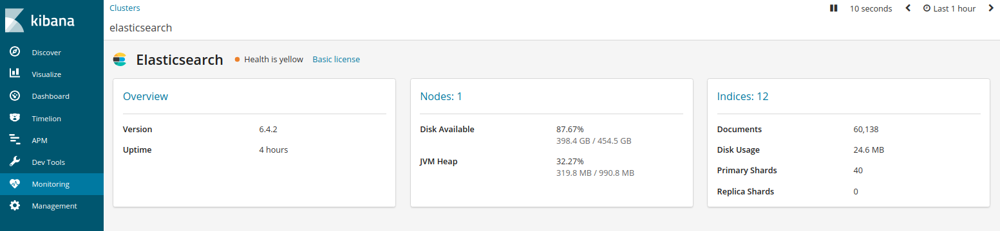 kibana
Discover
Visualize
Dashboard
Timelion
APM
Dev Tools
Monitoring
Management
Clusters
10 seconds
Last 1 hour
elasticsearch
Elasticsearch
Health is yellow
Basic license
Overview
Version 6.4.2
Uptime 4 hours
Nodes: 1
Disk Available 87.67%
398.4 GB / 454.5 GB
JVM Heap 32.27%
319.8 MB / 990.8 MB
Indices: 12
Documents 60,138
Disk Usage 24.6 MB
Primary Shards 40
Replica Shards 0